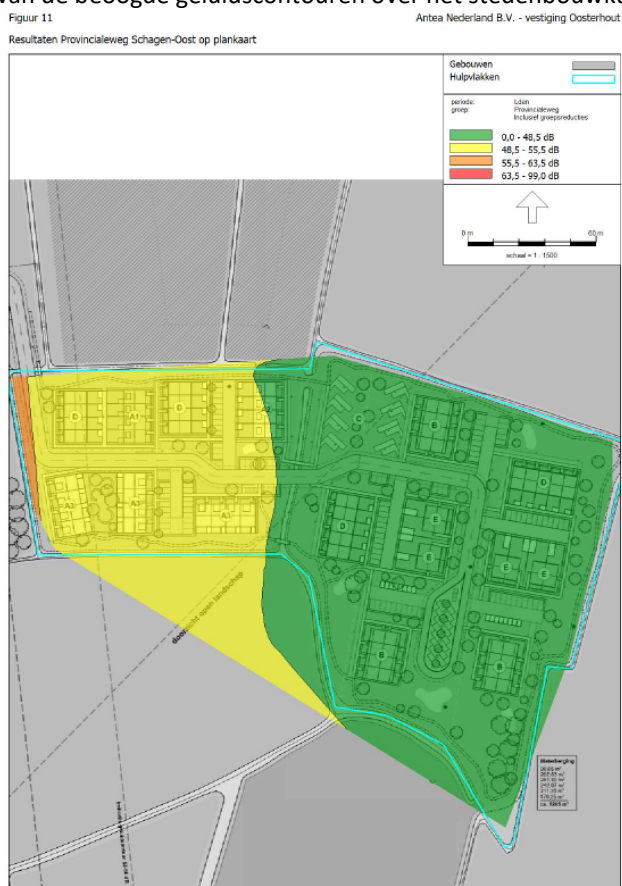 van de beoogde geluidscontouren over het stedenbouwk
Figuur 11
Antea Nederland B.V. - vestiging Oosterhout
Resultaten Provincialeweg Schagen-Oost op plankaart
Gebouwen
Hulpvlakken
periode: Lden
groep: Provincialeweg
Inclusief groepsreducties
0,0 - 48,5 dB
48,5 - 55,5 dB
55,5 - 63,5 dB
63,5 - 99,0 dB
0 m 60 m
schaal = 1 : 1500
D
A1
D
C
B
D
A3
A3
A3
D
E
E
E
E
B
B
doorzicht open landschap
Waterberging